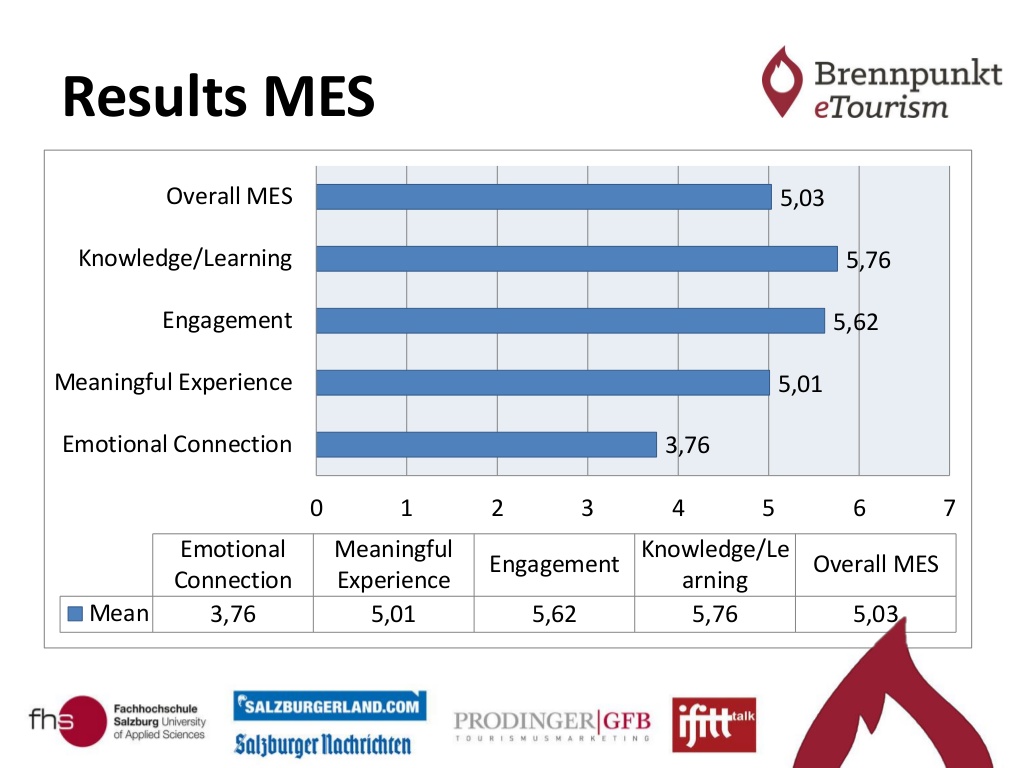 Results MES
Brennpunkt
eTourism
Overall MES
5,03
Knowledge/Learning
5,76
Engagement
5,62
Meaningful Experience
5,01
Emotional Connection
3,76
0 1 2 3 4 5 6 7
Emotional Connection
Meaningful Experience
Engagement
Knowledge/Le
arning
Overall MES
Mean 3,76 5,01 5,62 5,76 5,03
fhs
Fachhochschule
Salzburg University
of Applied Sciences
SALZBURGERLAND.COM
Salzburger Nachrichten
PRODINGER|GFB
TOURISMUSMARKETING
ifitt talk